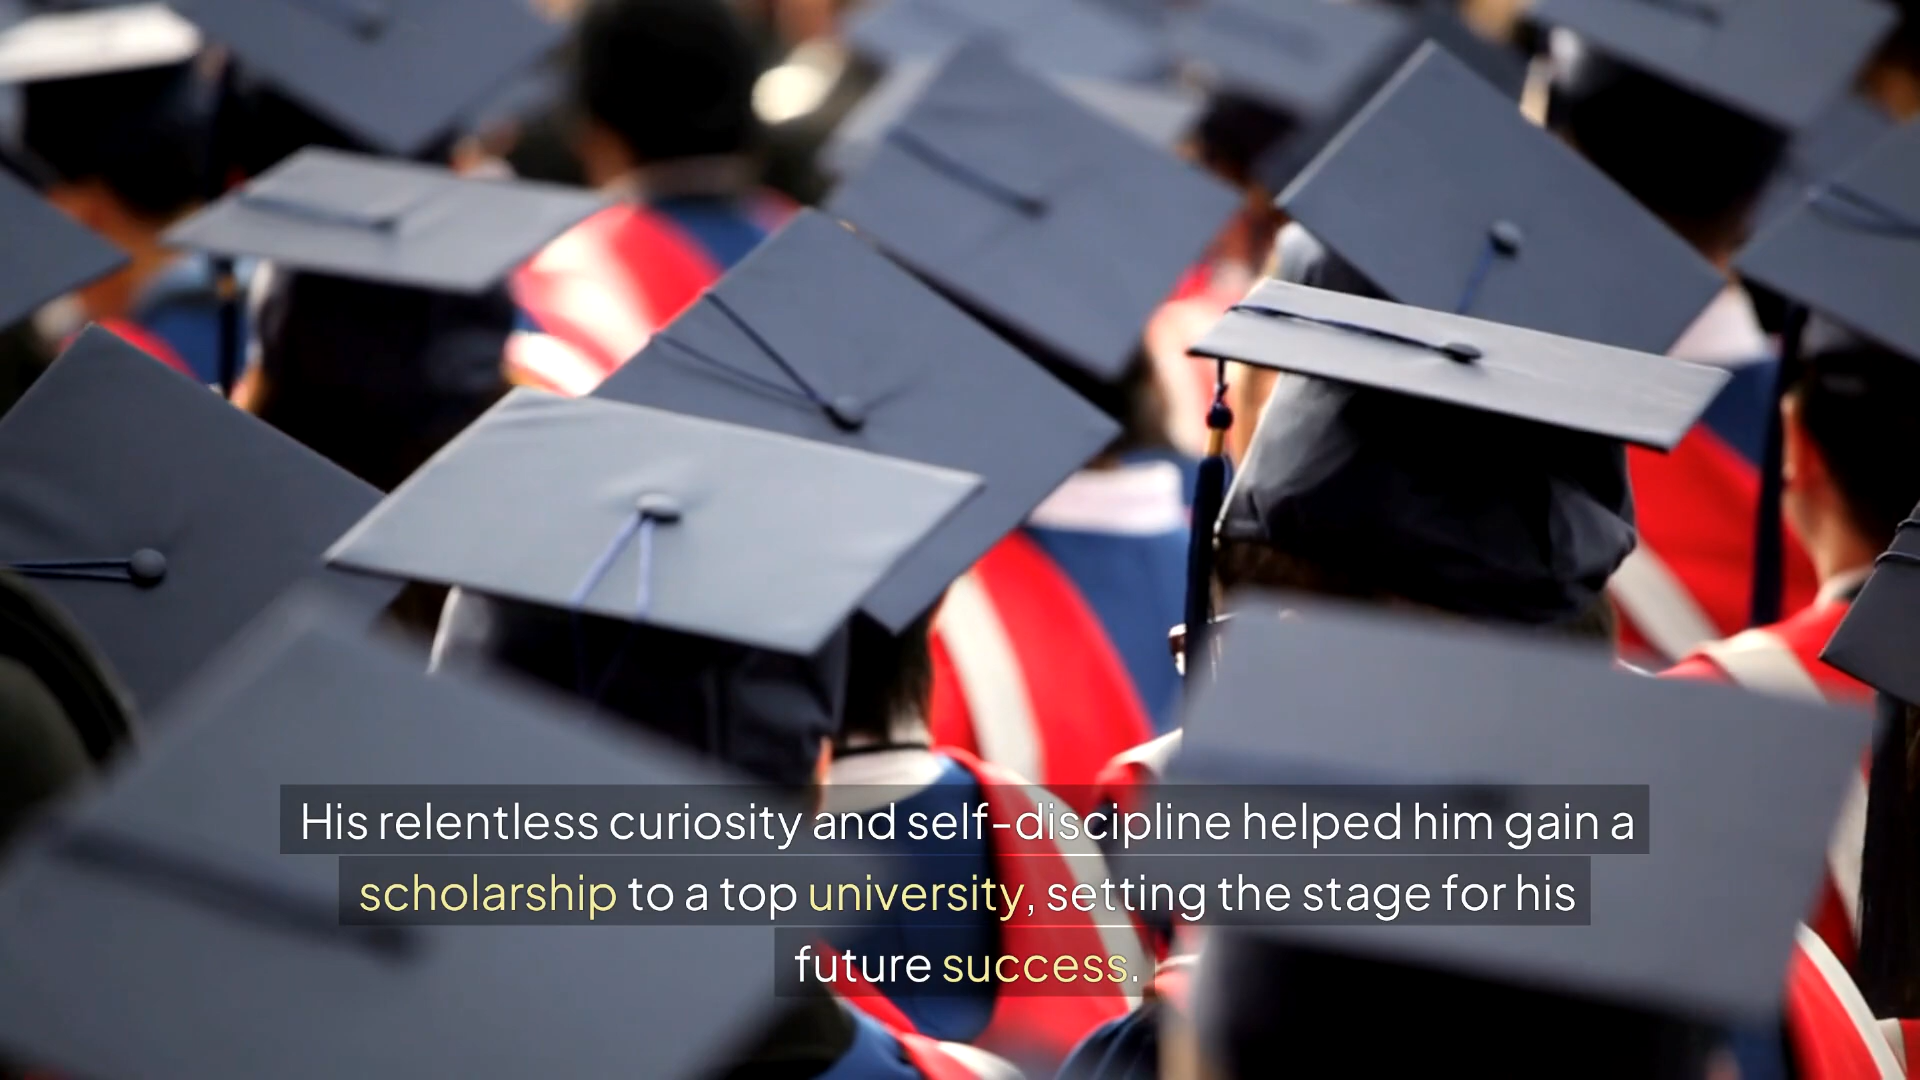 His relentless curiosity and self-discipline helped him gain a
scholarship to a top university, setting the stage for his
future success.